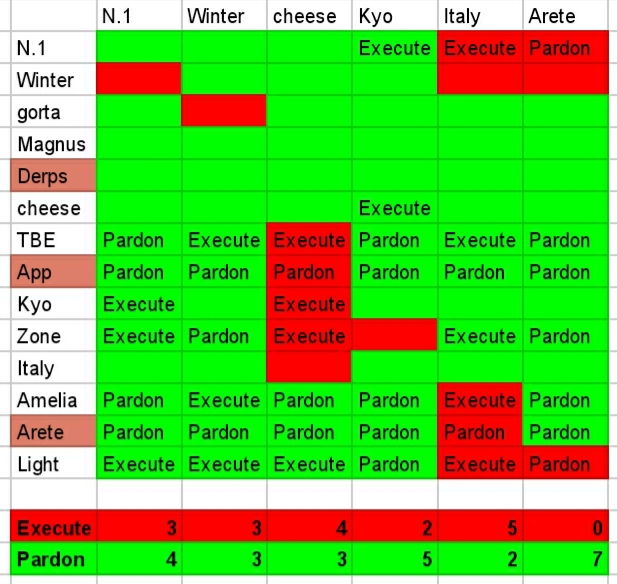 N.1 Winter cheese Kyo Italy Arete
N.1 Execute Execute Pardon
Winter
gorta
Magnus
Derps
cheese Execute
TBE Pardon Execute Execute Pardon Execute Pardon
App Pardon Pardon Pardon Pardon Pardon Pardon
Kyo Execute Execute
Zone Execute Pardon Execute Execute Pardon
Italy
Amelia Pardon Execute Pardon Pardon Execute Pardon
Arete Pardon Pardon Pardon Pardon Pardon Pardon
Light Execute Execute Execute Pardon Execute Pardon
Execute 3 3 4 2 5 0
Pardon 4 3 3 5 2 7